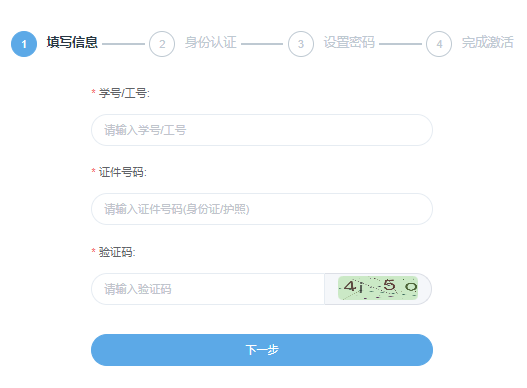 1 填写信息 2 身份认证 3 设置密码 4 完成激活
* 学号/工号:
请输入学号/工号
* 证件号码:
请输入证件号码(身份证/护照)
* 验证码:
请输入验证码
下一步